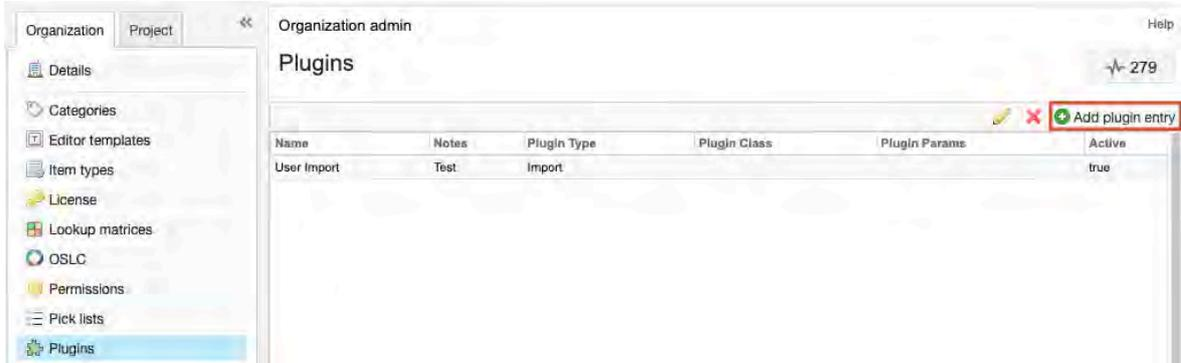 Organization Project
Organization admin
Help
Details
Plugins
279
Categories
Add plugin entry
Editor templates
Name Notes Plugin Type Plugin Class Plugin Params Active
Item types
User Import Test Import true
License
Lookup matrices
OSLC
Permissions
Pick lists
Plugins